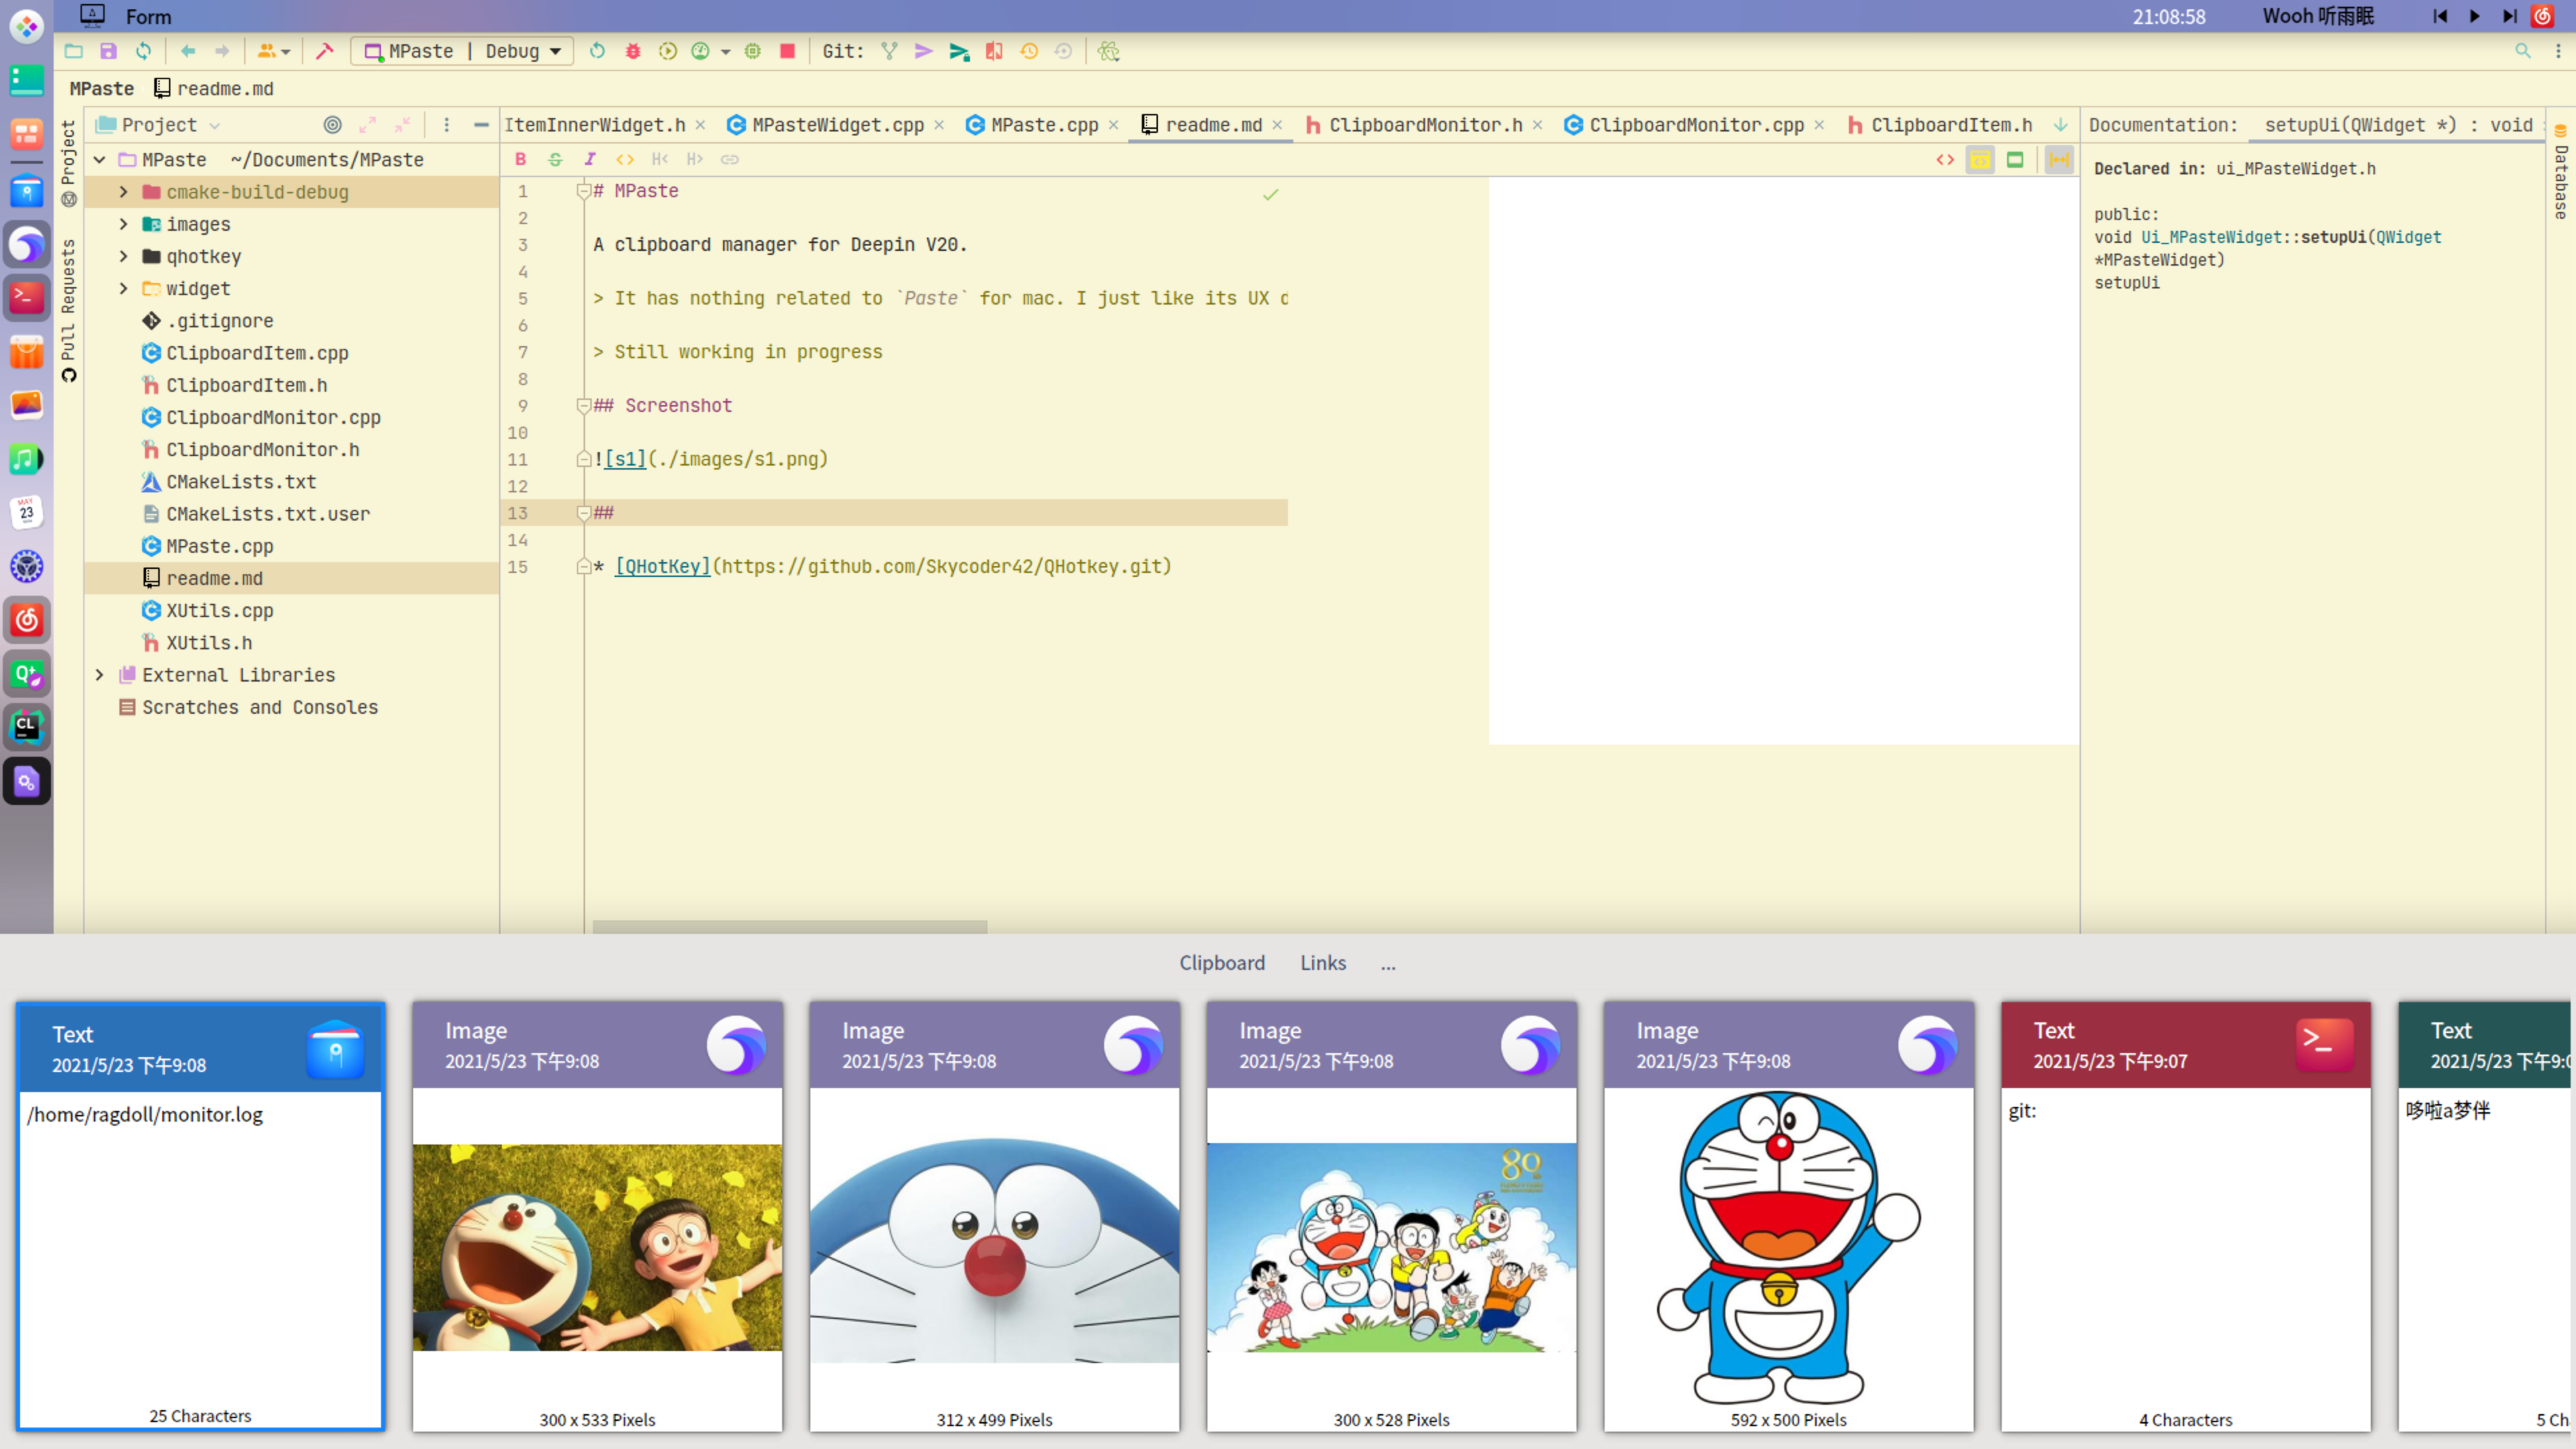 Form
21:08:58
Wooh 听雨眠
MPaste | Debug
Git:
MPaste
readme.md
Project
Pull Requests
Project
MPaste ~/Documents/MPaste
cmake-build-debug
images
qhotkey
widget
.gitignore
ClipboardItem.cpp
ClipboardItem.h
ClipboardMonitor.cpp
ClipboardMonitor.h
CMakeLists.txt
CMakeLists.txt.user
MPaste.cpp
readme.md
XUtils.cpp
XUtils.h
External Libraries
Scratches and Consoles
MAY
23
Qt
CL
ItemInnerWidget.h
MPasteWidget.cpp
MPaste.cpp
readme.md
ClipboardMonitor.h
ClipboardMonitor.cpp
ClipboardItem.h
B S I <> H< H>
1 # MPaste
2
3 A clipboard manager for Deepin V20.
4
5 > It has nothing related to `Paste` for mac. I just like its UX d
6
7 > Still working in progress
8
9 ## Screenshot
10
11 ![s1](./images/s1.png)
12
13 ##
14
15 * [QHotKey](https://github.com/Skycoder42/QHotkey.git)
Documentation: setupUi(QWidget *) : void
Declared in: ui_MPasteWidget.h
public:
void Ui_MPasteWidget::setupUi(QWidget
*MPasteWidget)
setupUi
Database
Clipboard
Links
...
Text
2021/5/23 下午9:08
/home/ragdoll/monitor.log
25 Characters
Image
2021/5/23 下午9:08
300 x 533 Pixels
Image
2021/5/23 下午9:08
312 x 499 Pixels
Image
2021/5/23 下午9:08
80
300 x 528 Pixels
Image
2021/5/23 下午9:08
592 x 500 Pixels
Text
2021/5/23 下午9:07
git:
4 Characters
Text
2021/5/23 下午9:0
哆啦a梦伴
5 Ch